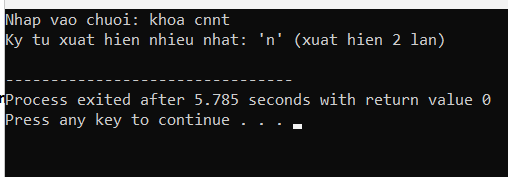 Nhap vao chuoi: khoa cnnt
Ky tu xuat hien nhieu nhat: 'n' (xuat hien 2 lan)
--------------------------------
Process exited after 5.785 seconds with return value 0
Press any key to continue . . .